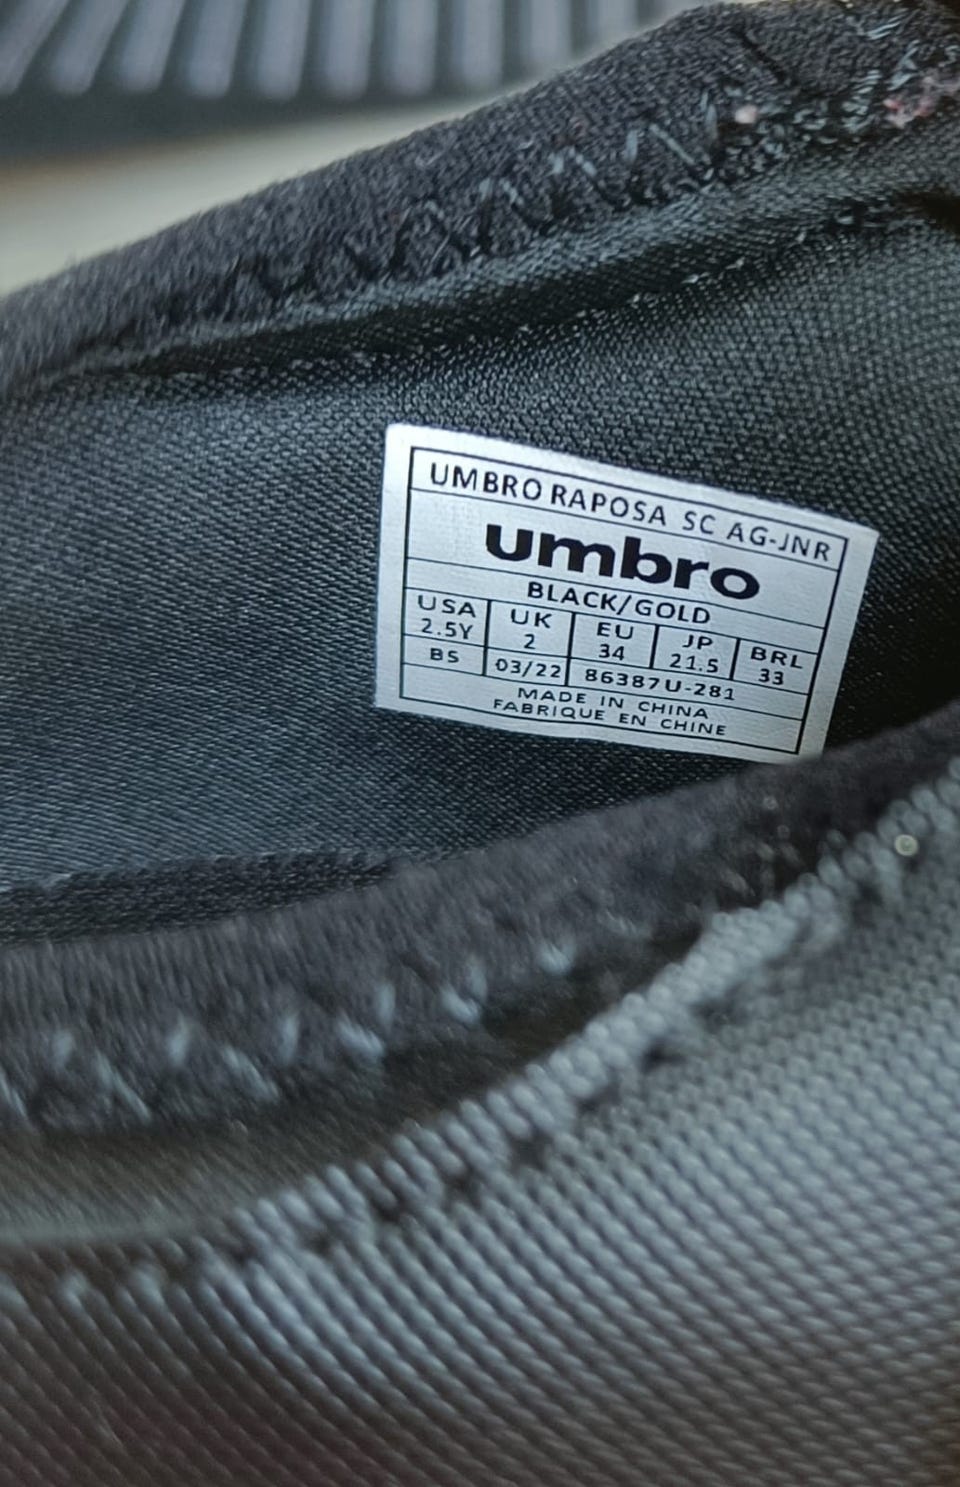 UMBRO RAPOSA SC AG-JNR
umbro
BLACK/GOLD
USA UK EU JP BRL
2.5Y 2 34 21.5 33
BS 03/22 86387U-281
MADE IN CHINA
FABRIQUE EN CHINE